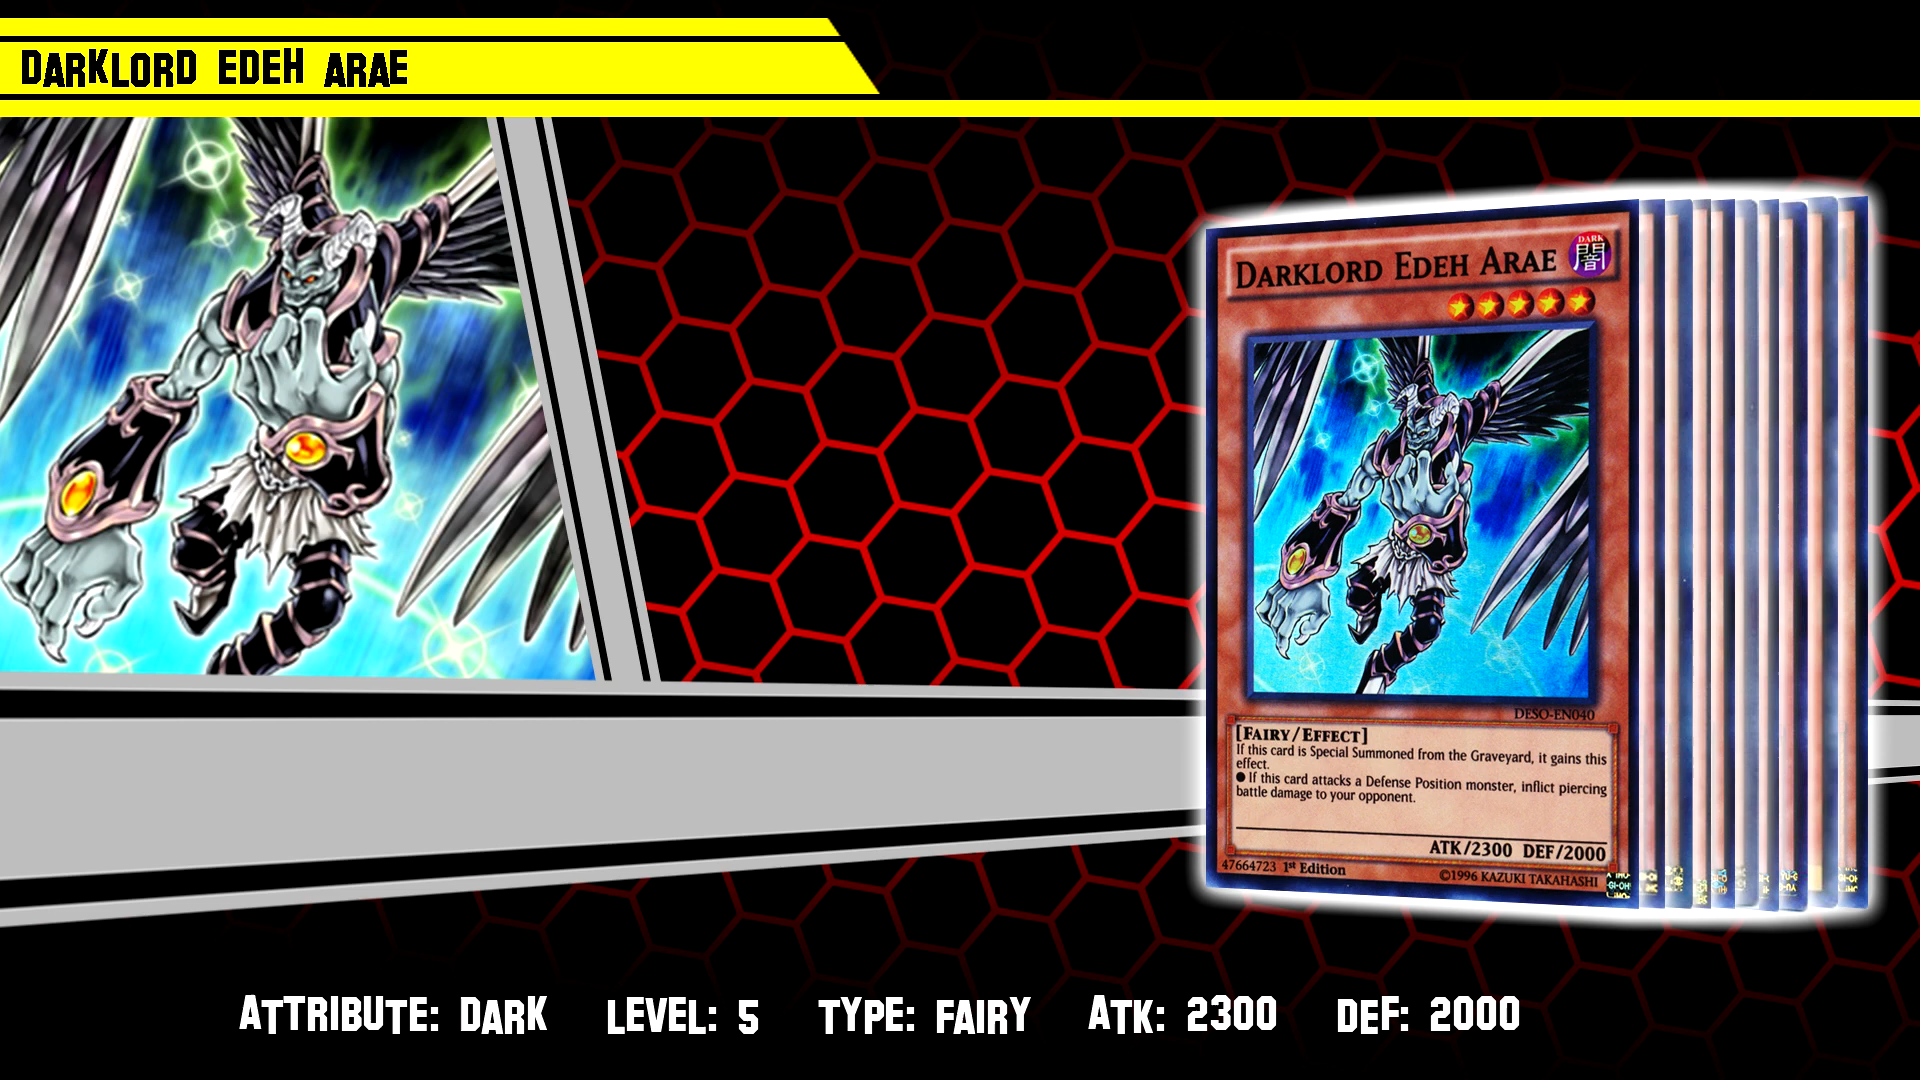 DARKLORD EDEH ARAE
DARKLORD EDEH ARAE
DARK
闇
DESO-EN040
[FAIRY/EFFECT]
If this card is Special Summoned from the Graveyard, it gains this
effect.
● If this card attacks a Defense Position monster, inflict piercing
battle damage to your opponent.
ATK/2300 DEF/2000
47664723 1st Edition
©1996 KAZUKI TAKAHASHI
ATTRIBUTE: DARK LEVEL: 5 TYPE: FAIRY ATK: 2300 DEF: 2000